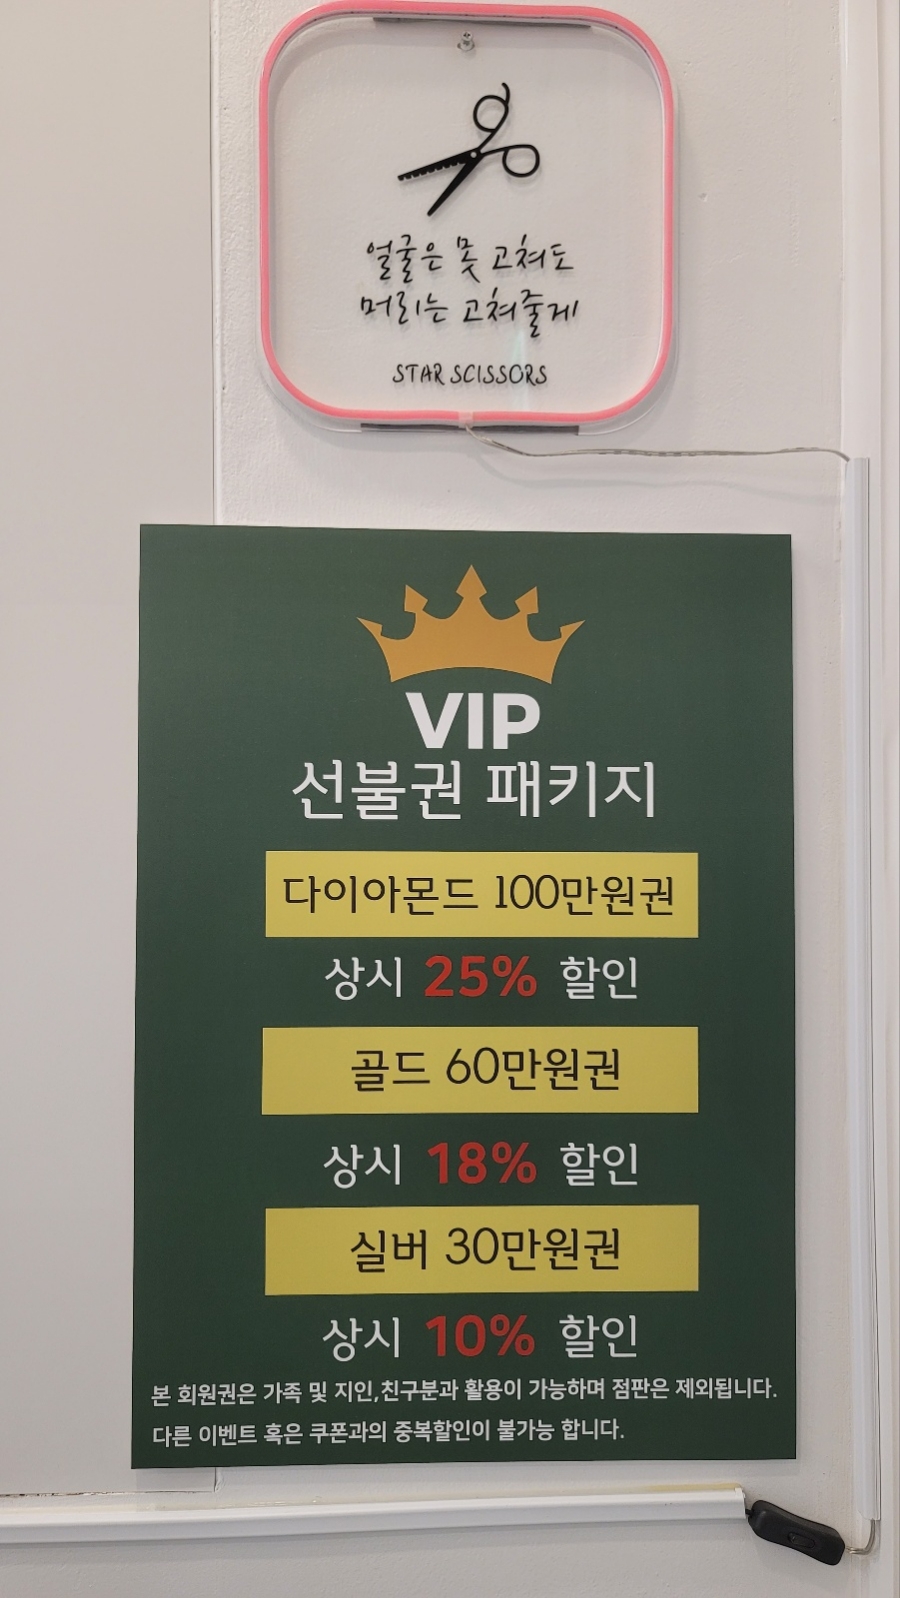 얼굴은 못 고쳐도
머리는 고쳐줄게
STAR SCISSORS
VIP
선불권 패키지
다이아몬드 100만원권
상시 25% 할인
골드 60만원권
상시 18% 할인
실버 30만원권
상시 10% 할인
본 회원권은 가족 및 지인,친구분과 활용이 가능하며 점판은 제외됩니다.
다른 이벤트 혹은 쿠폰과의 중복할인이 불가능 합니다.